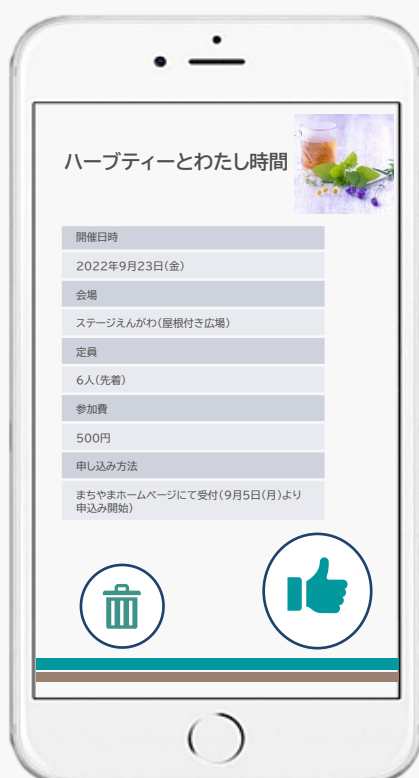 ハーブティーとわたし時間
開催日時
2022年9月23日(金)
会場
ステージえんがわ(屋根付き広場)
定員
6人(先着)
参加費
500円
申し込み方法
まちやまホームページにて受付(9月5日(月)より
申込み開始)